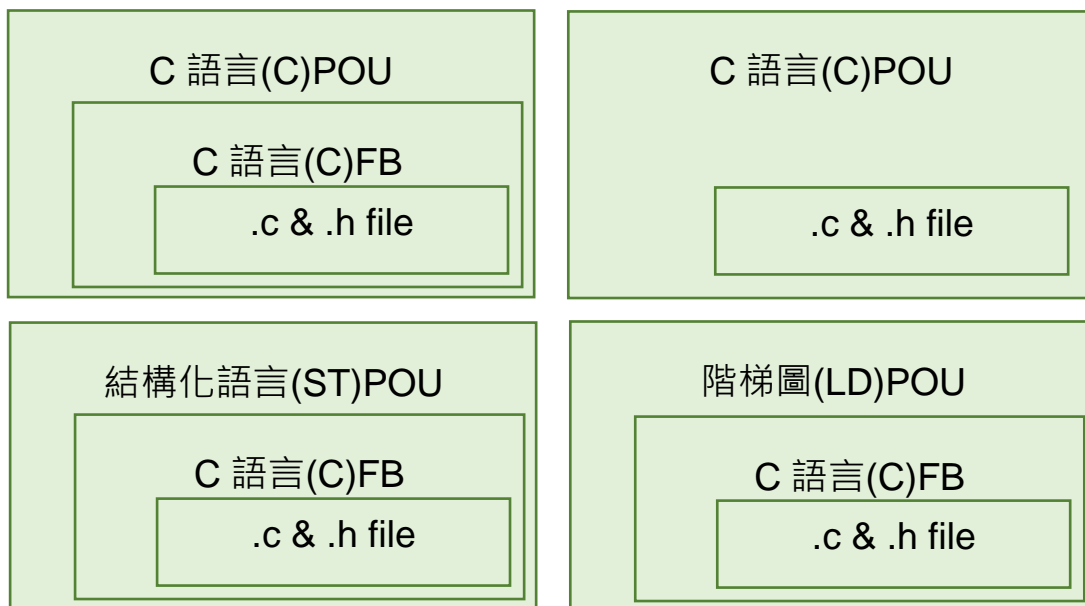 C 語言(C)POU
C 語言(C)FB
.c & .h file
C 語言(C)POU
.c & .h file
結構化語言(ST)POU
C 語言(C)FB
.c & .h file
階梯圖(LD)POU
C 語言(C)FB
.c & .h file